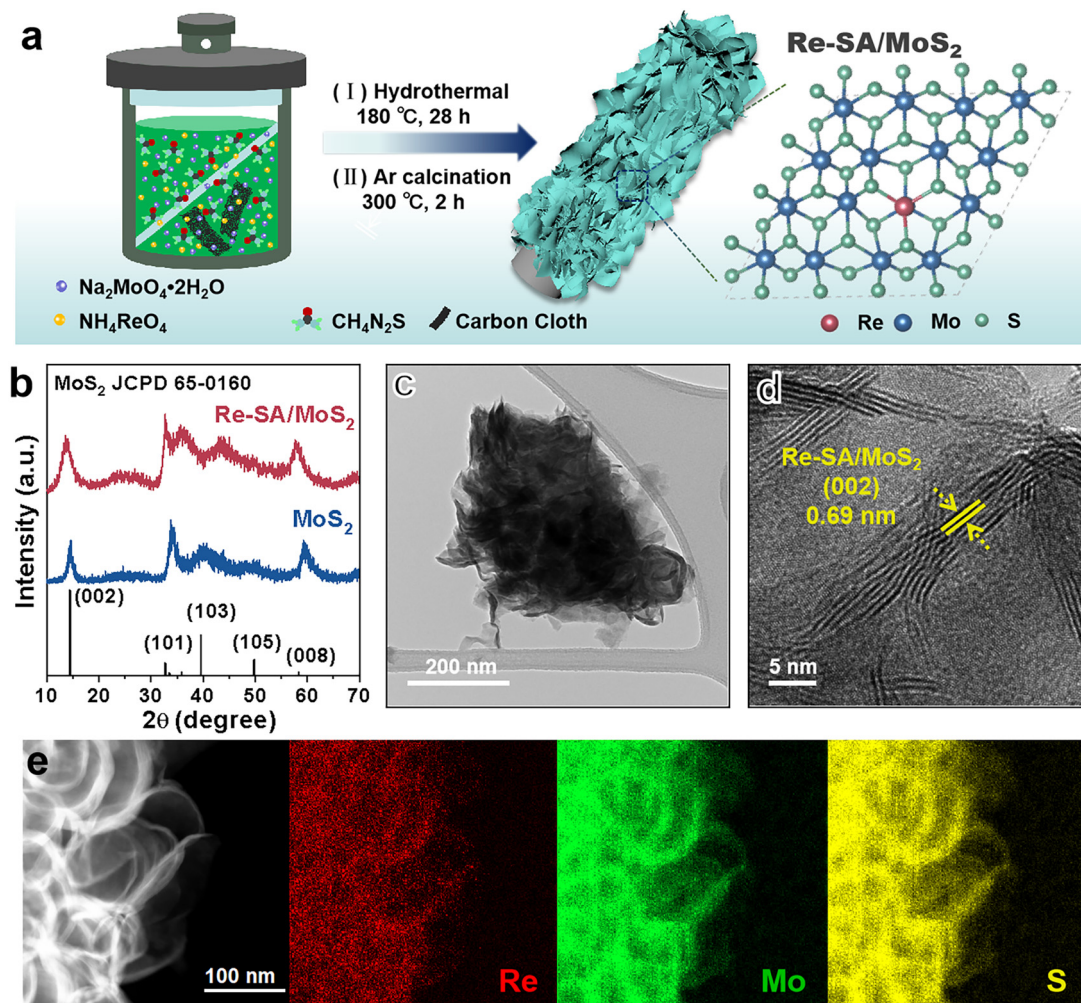 a
Re-SA/MoS₂
( I ) Hydrothermal
180 ℃, 28 h
(II) Ar calcination
300 ℃, 2 h
Na₂MoO₄•2H₂O
NH₄ReO₄
CH₄N₂S
Carbon Cloth
Re
Mo
S
b
MoS₂ JCPD 65-0160
Re-SA/MoS₂
MoS₂
(002)
(101)
(103)
(105)
(008)
10 20 30 40 50 60 70
2θ (degree)
Intensity (a.u.)
c
200 nm
d
Re-SA/MoS₂
(002)
0.69 nm
5 nm
e
100 nm
Re
Mo
S